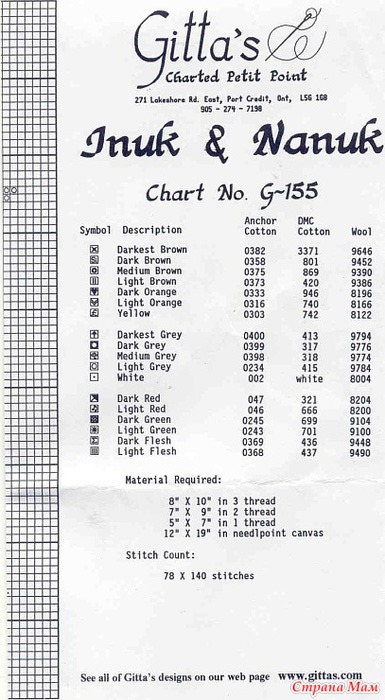 Gitta's
Charted Petit Point
271 Lakeshore Rd. East, Port Credit, Ont, L5G 1G8
905 - 274 - 7198
Inuk & Nanuk
Chart No. G~155
Anchor DMC
Symbol Description Cotton Cotton Wool
Darkest Brown 0382 3371 9646
Dark Brown 0358 801 9452
Medium Brown 0375 869 9390
Light Brown 0373 420 9386
Dark Orange 0333 946 8196
Light Orange 0316 740 8166
Yellow 0303 742 8122
Darkest Grey 0400 413 9794
Dark Grey 0399 317 9776
Medium Grey 0398 318 9774
Light Grey 0234 415 9784
White 002 white 8004
Dark Red 047 321 8204
Light Red 046 666 8200
Dark Green 0245 699 9104
Light Green 0243 701 9100
Dark Flesh 0369 436 9448
Light Flesh 0368 437 9490
Material Required:
8" X 10" in 3 thread
7" X 9" in 2 thread
5" X 7" in 1 thread
12" X 19" in needlpoint canvas
Stitch Count:
78 X 140 stitches
See all of Gitta's designs on our web page www.gittas.com
Страна Мам